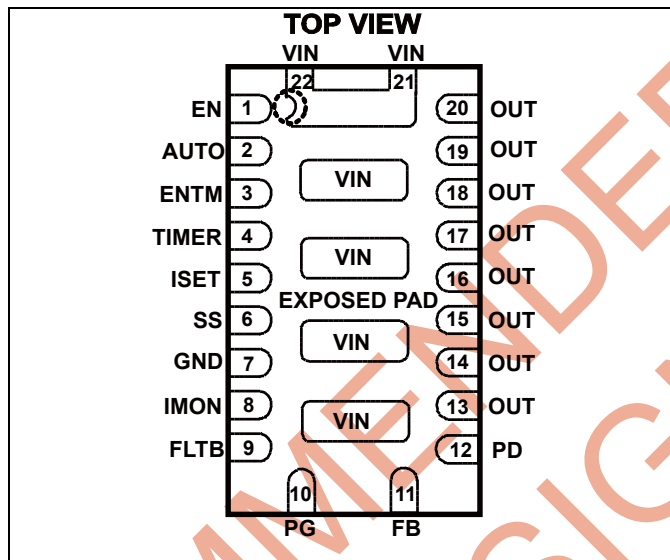 TOP VIEW
VIN VIN
22 21
EN 1 20 OUT
AUTO 2 19 OUT
VIN
ENTM 3 18 OUT
TIMER 4 17 OUT
VIN
ISET 5 16 OUT
EXPOSED PAD
SS 6 15 OUT
VIN
GND 7 14 OUT
IMON 8 13 OUT
VIN
FLTB 9 12 PD
10 11
PG FB